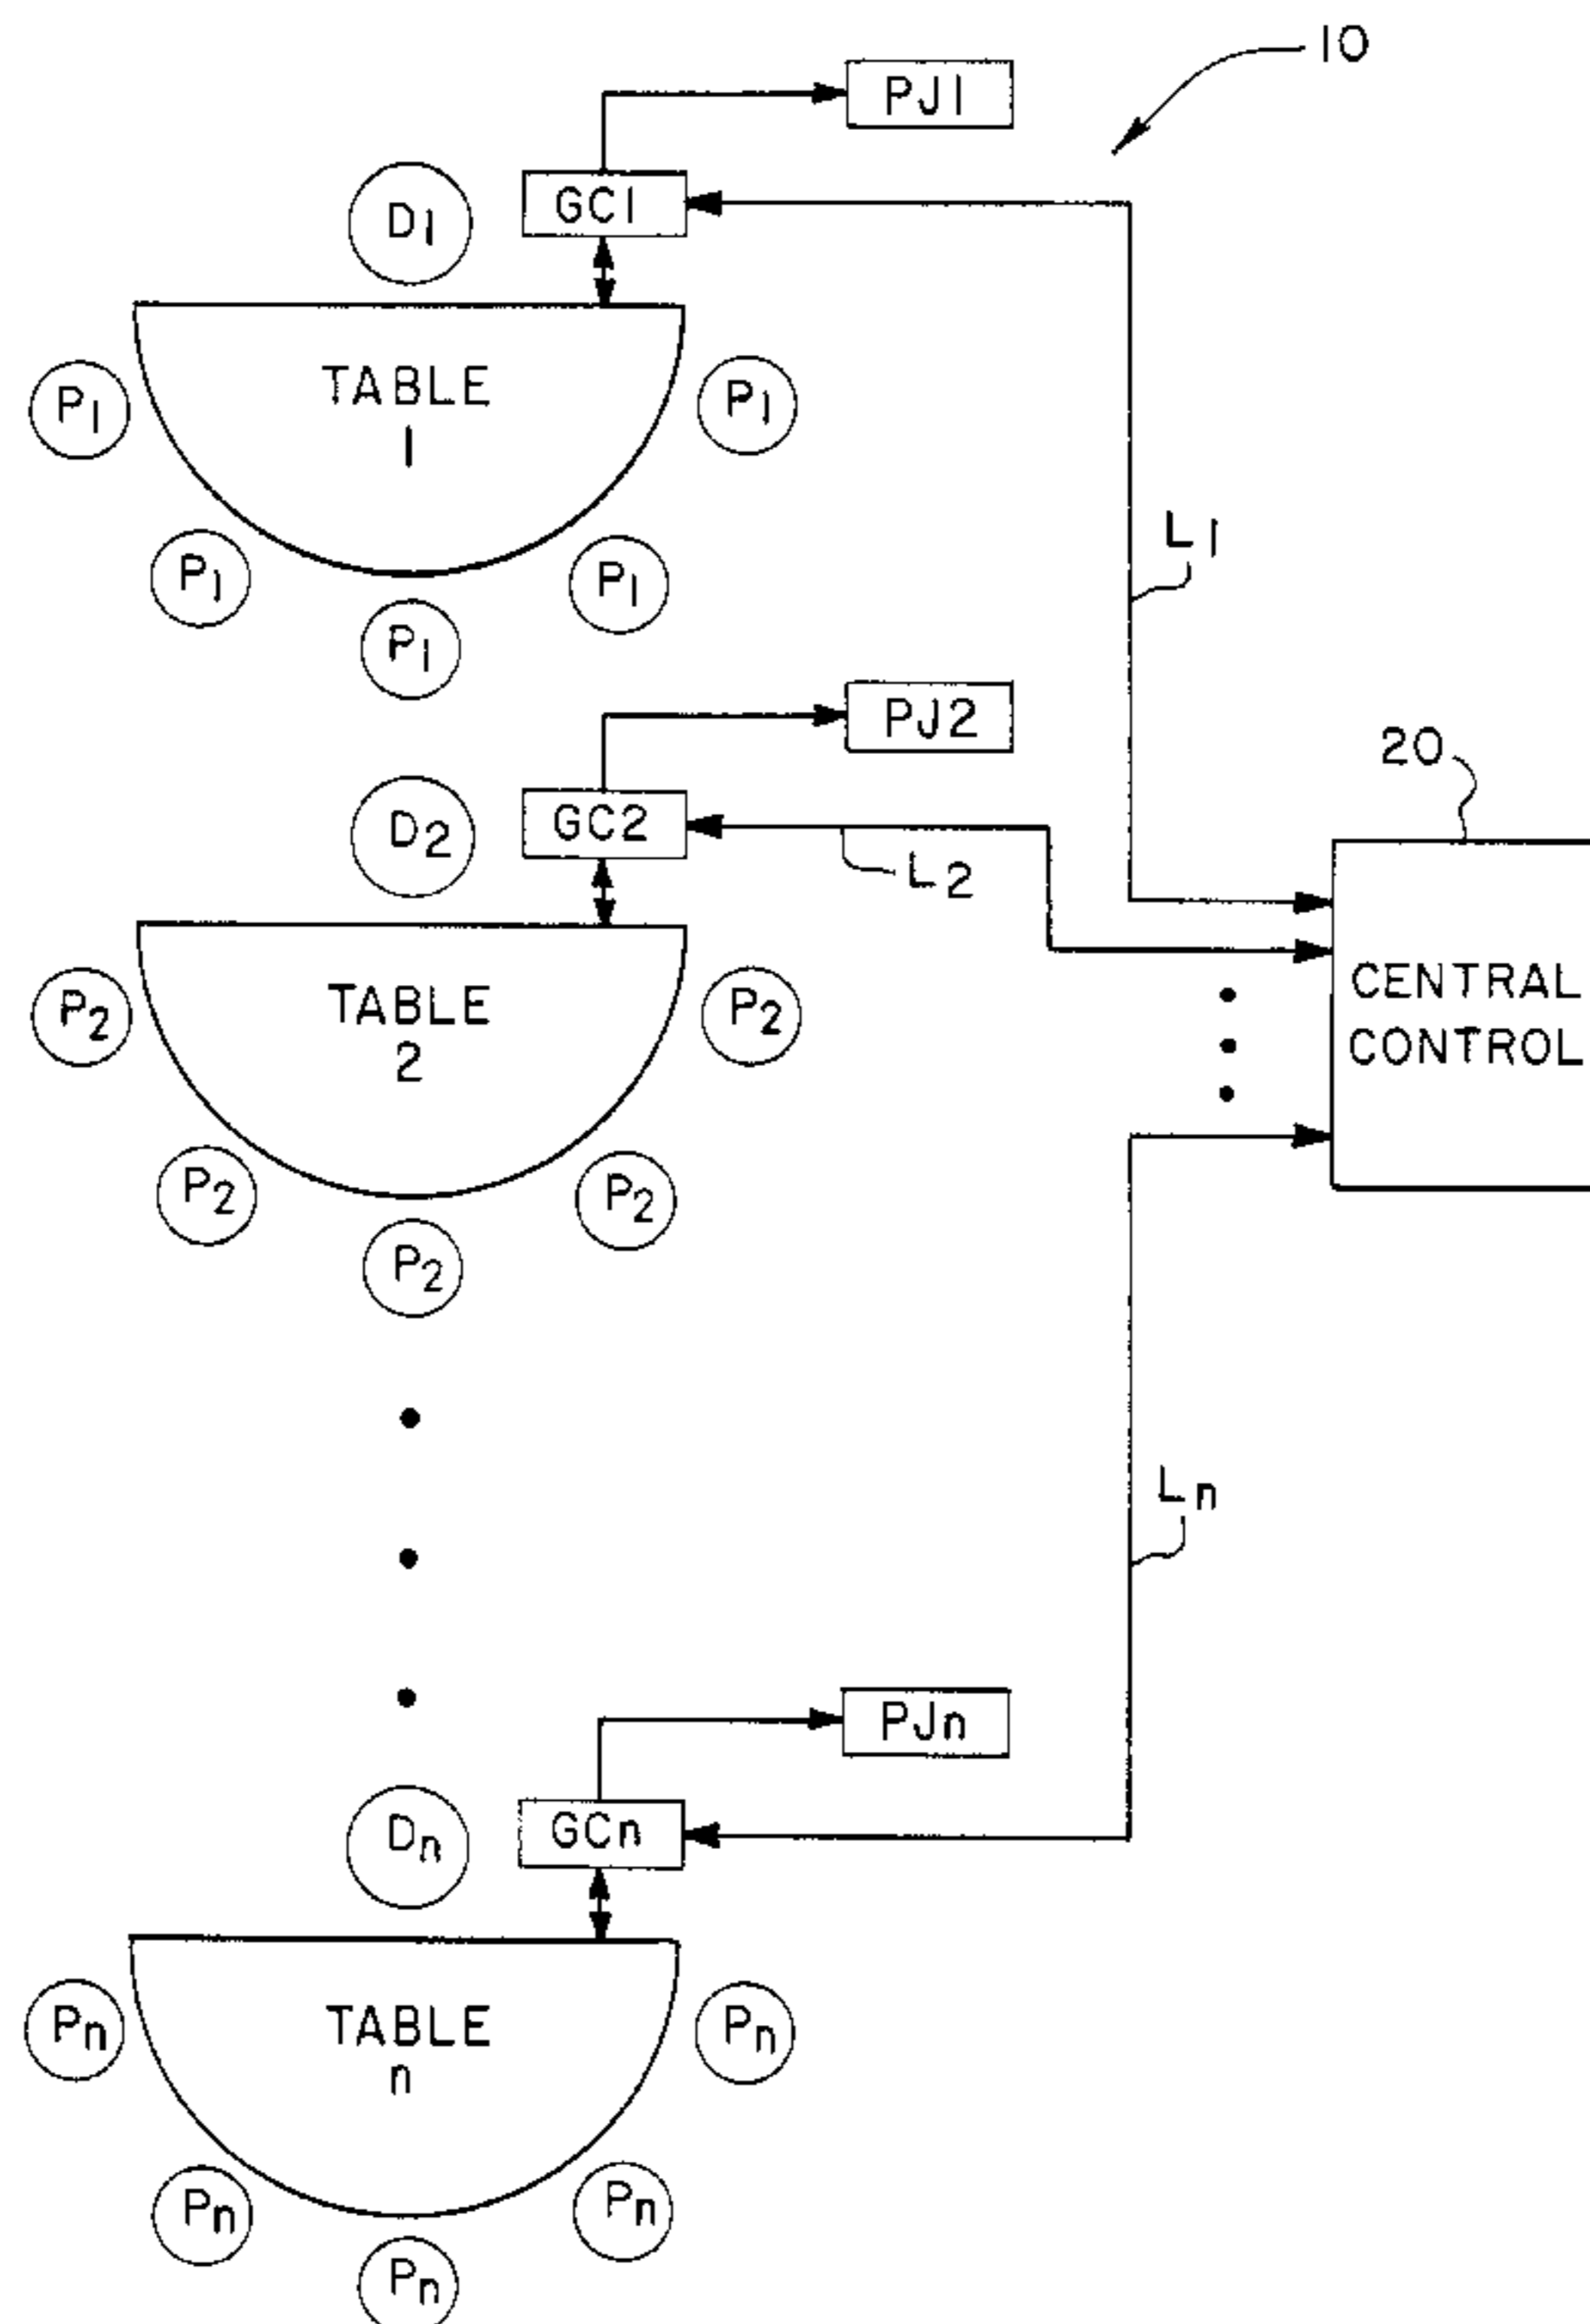 10
PJ1
GC1
D1
TABLE
1
P1
P1
P1
P1
P1
L1
PJ2
20
GC2
D2
L2
CENTRAL
CONTROL
TABLE
2
P2
P2
P2
P2
P2
Ln
PJn
GCn
Dn
TABLE
n
Pn
Pn
Pn
Pn
Pn